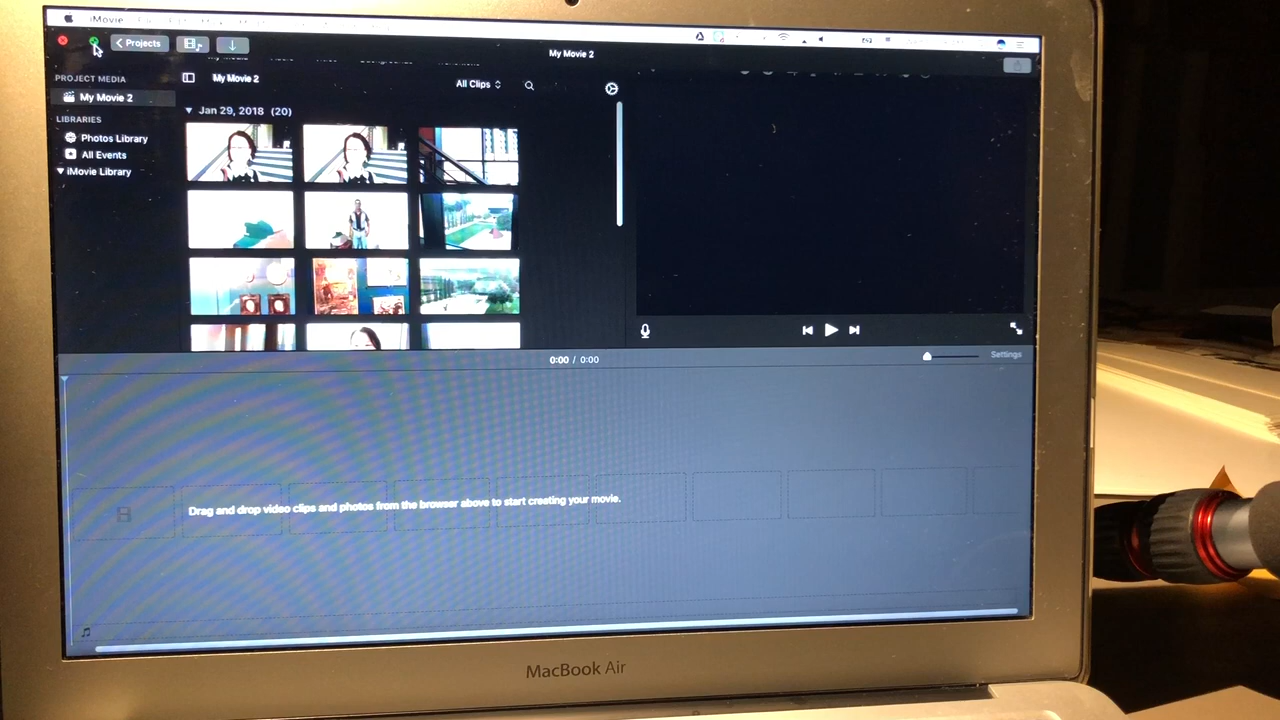 iMovie
Projects
My Movie 2
PROJECT MEDIA
My Movie 2
LIBRARIES
Photos Library
All Events
iMovie Library
My Movie 2
All Clips
Jan 29, 2018 (20)
0:00 / 0:00
Settings
Drag and drop video clips and photos from the browser above to start creating your movie.
MacBook Air